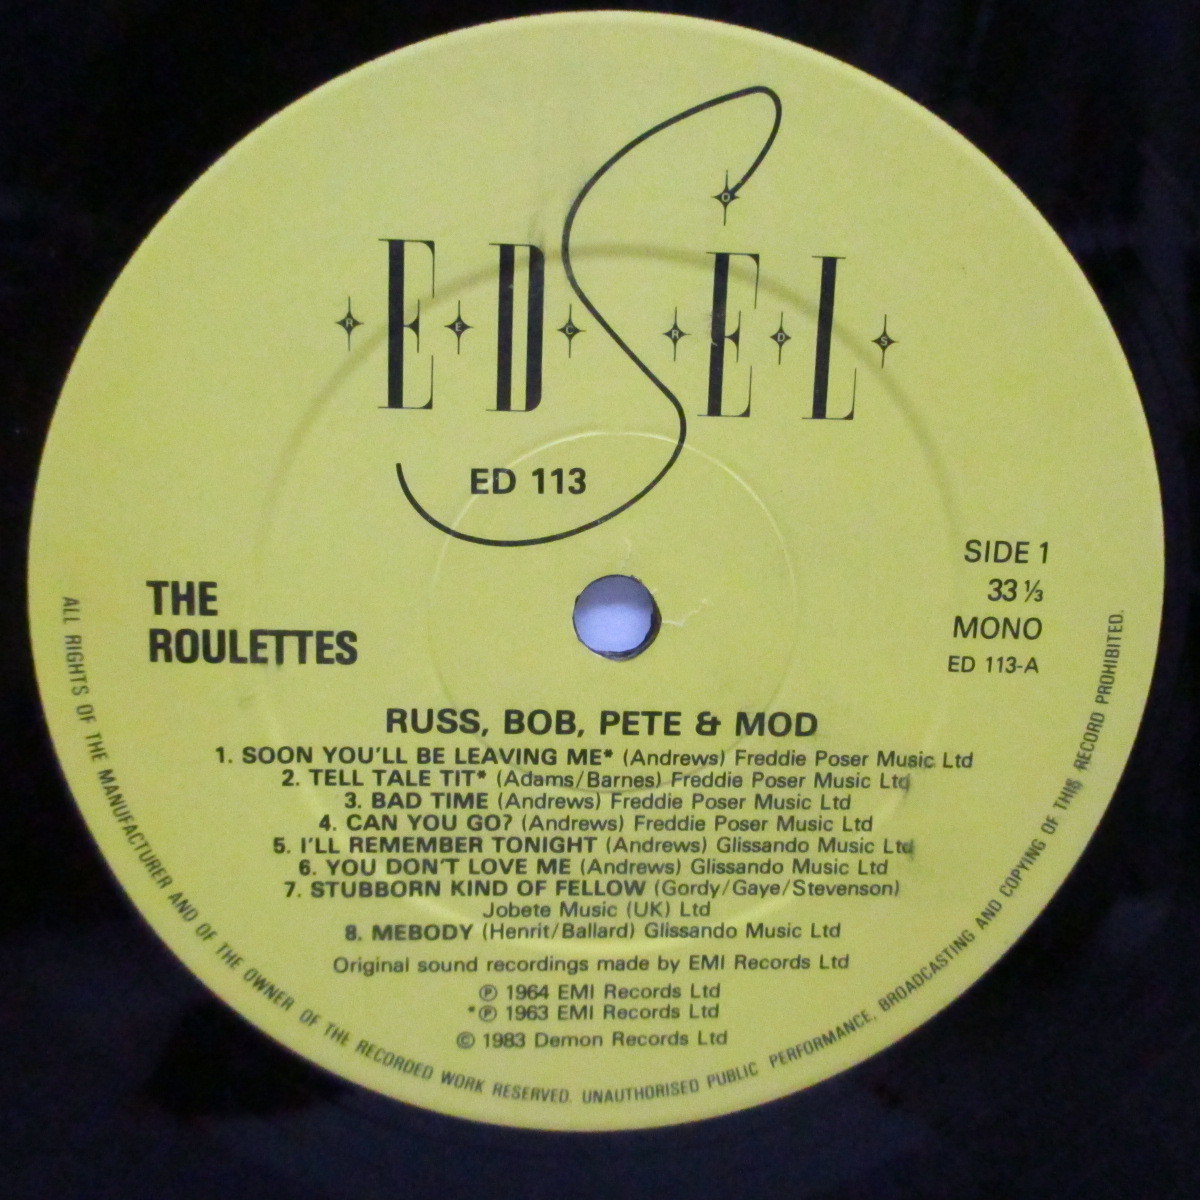 EDSEL
RECORDS
ED 113
SIDE 1
33 ⅓
MONO
ED 113-A
THE
ROULETTES
RUSS, BOB, PETE & MOD
1. SOON YOU'LL BE LEAVING ME* (Andrews) Freddie Poser Music Ltd
2. TELL TALE TIT* (Adams/Barnes) Freddie Poser Music Ltd
3. BAD TIME (Andrews) Freddie Poser Music Ltd
4. CAN YOU GO? (Andrews) Freddie Poser Music Ltd
5. I'LL REMEMBER TONIGHT (Andrews) Glissando Music Ltd
6. YOU DON'T LOVE ME (Andrews) Glissando Music Ltd
7. STUBBORN KIND OF FELLOW (Gordy/Gaye/Stevenson)
Jobete Music (UK) Ltd
8. MEBODY (Henrit/Ballard) Glissando Music Ltd
Original sound recordings made by EMI Records Ltd
℗ 1964 EMI Records Ltd
*℗ 1963 EMI Records Ltd
© 1983 Demon Records Ltd
ALL RIGHTS OF THE MANUFACTURER AND OF THE OWNER OF THE RECORDED WORK RESERVED. UNAUTHORISED PUBLIC PERFORMANCE, BROADCASTING AND COPYING OF THIS RECORD PROHIBITED.